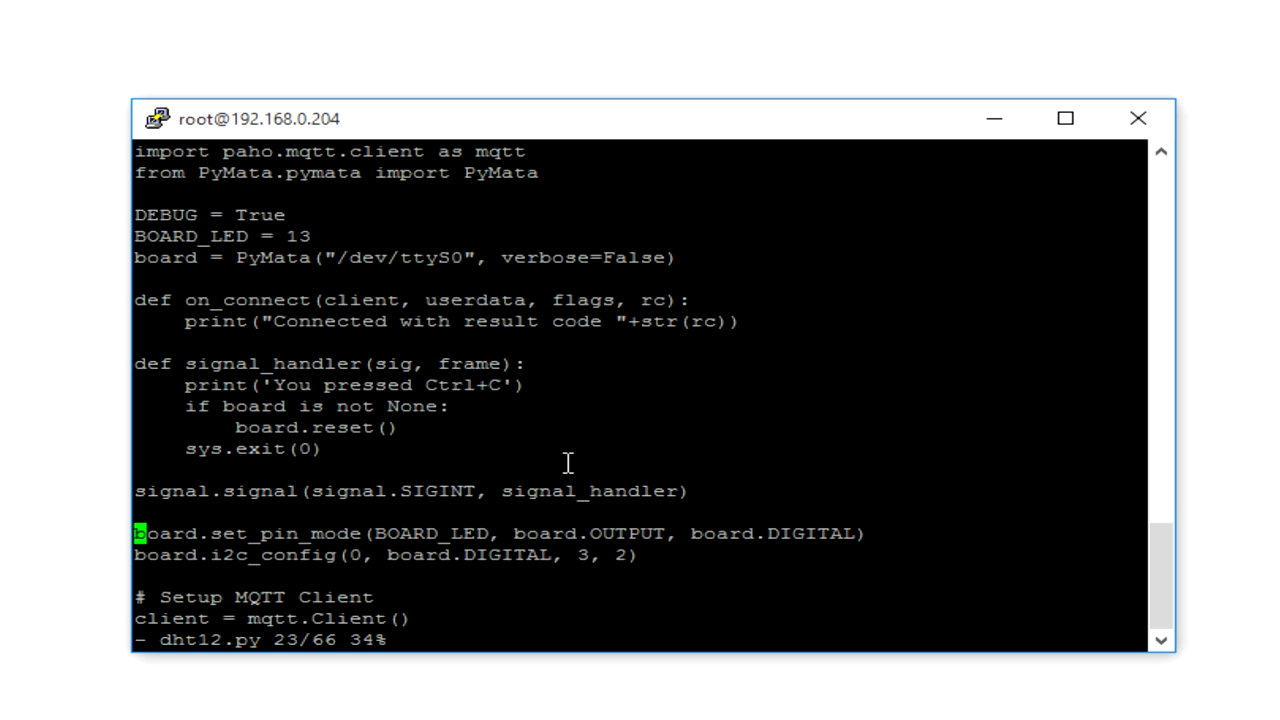 root@192.168.0.204
import paho.mqtt.client as mqtt
from PyMata.pymata import PyMata
DEBUG = True
BOARD_LED = 13
board = PyMata("/dev/ttyS0", verbose=False)
def on_connect(client, userdata, flags, rc):
    print("Connected with result code "+str(rc))
def signal_handler(sig, frame):
    print('You pressed Ctrl+C')
    if board is not None:
        board.reset()
    sys.exit(0)
signal.signal(signal.SIGINT, signal_handler)
board.set_pin_mode(BOARD_LED, board.OUTPUT, board.DIGITAL)
board.i2c_config(0, board.DIGITAL, 3, 2)
# Setup MQTT Client
client = mqtt.Client()
- dht12.py 23/66 34%